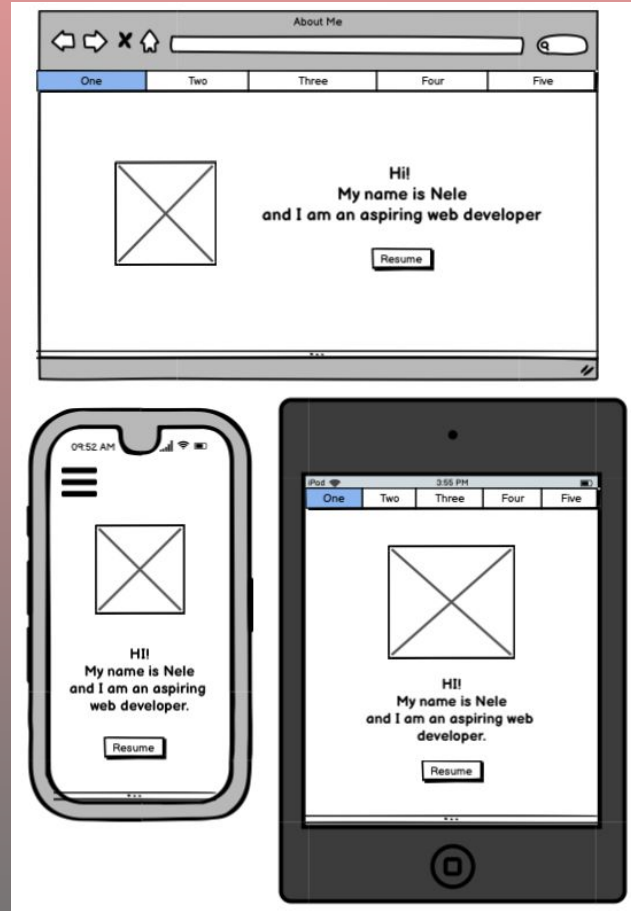 About Me
One Two Three Four Five
Hi!
My name is Nele
and I am an aspiring web developer
Resume
09:52 AM
HI!
My name is Nele
and I am an aspiring
web developer.
Resume
iPod 3:55 PM
One Two Three Four Five
HI!
My name is Nele
and I am an aspiring web
developer.
Resume